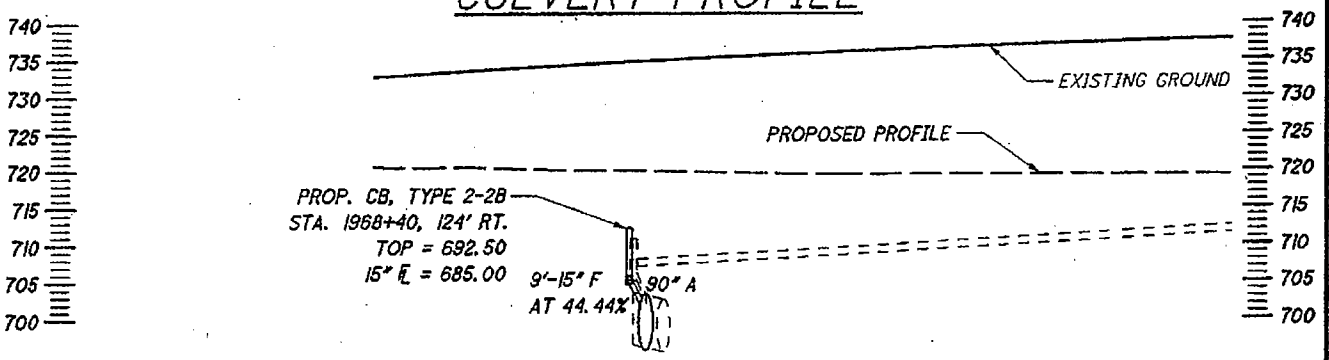 CULVERT PROFILE
740
735
730
725
720
715
710
705
700
740
735
730
725
720
715
710
705
700
EXISTING GROUND
PROPOSED PROFILE
PROP. CB, TYPE 2-2B
STA. 1968+40, 124' RT.
TOP = 692.50
15" FL = 685.00
9'-15" F
AT 44.44%
90" A